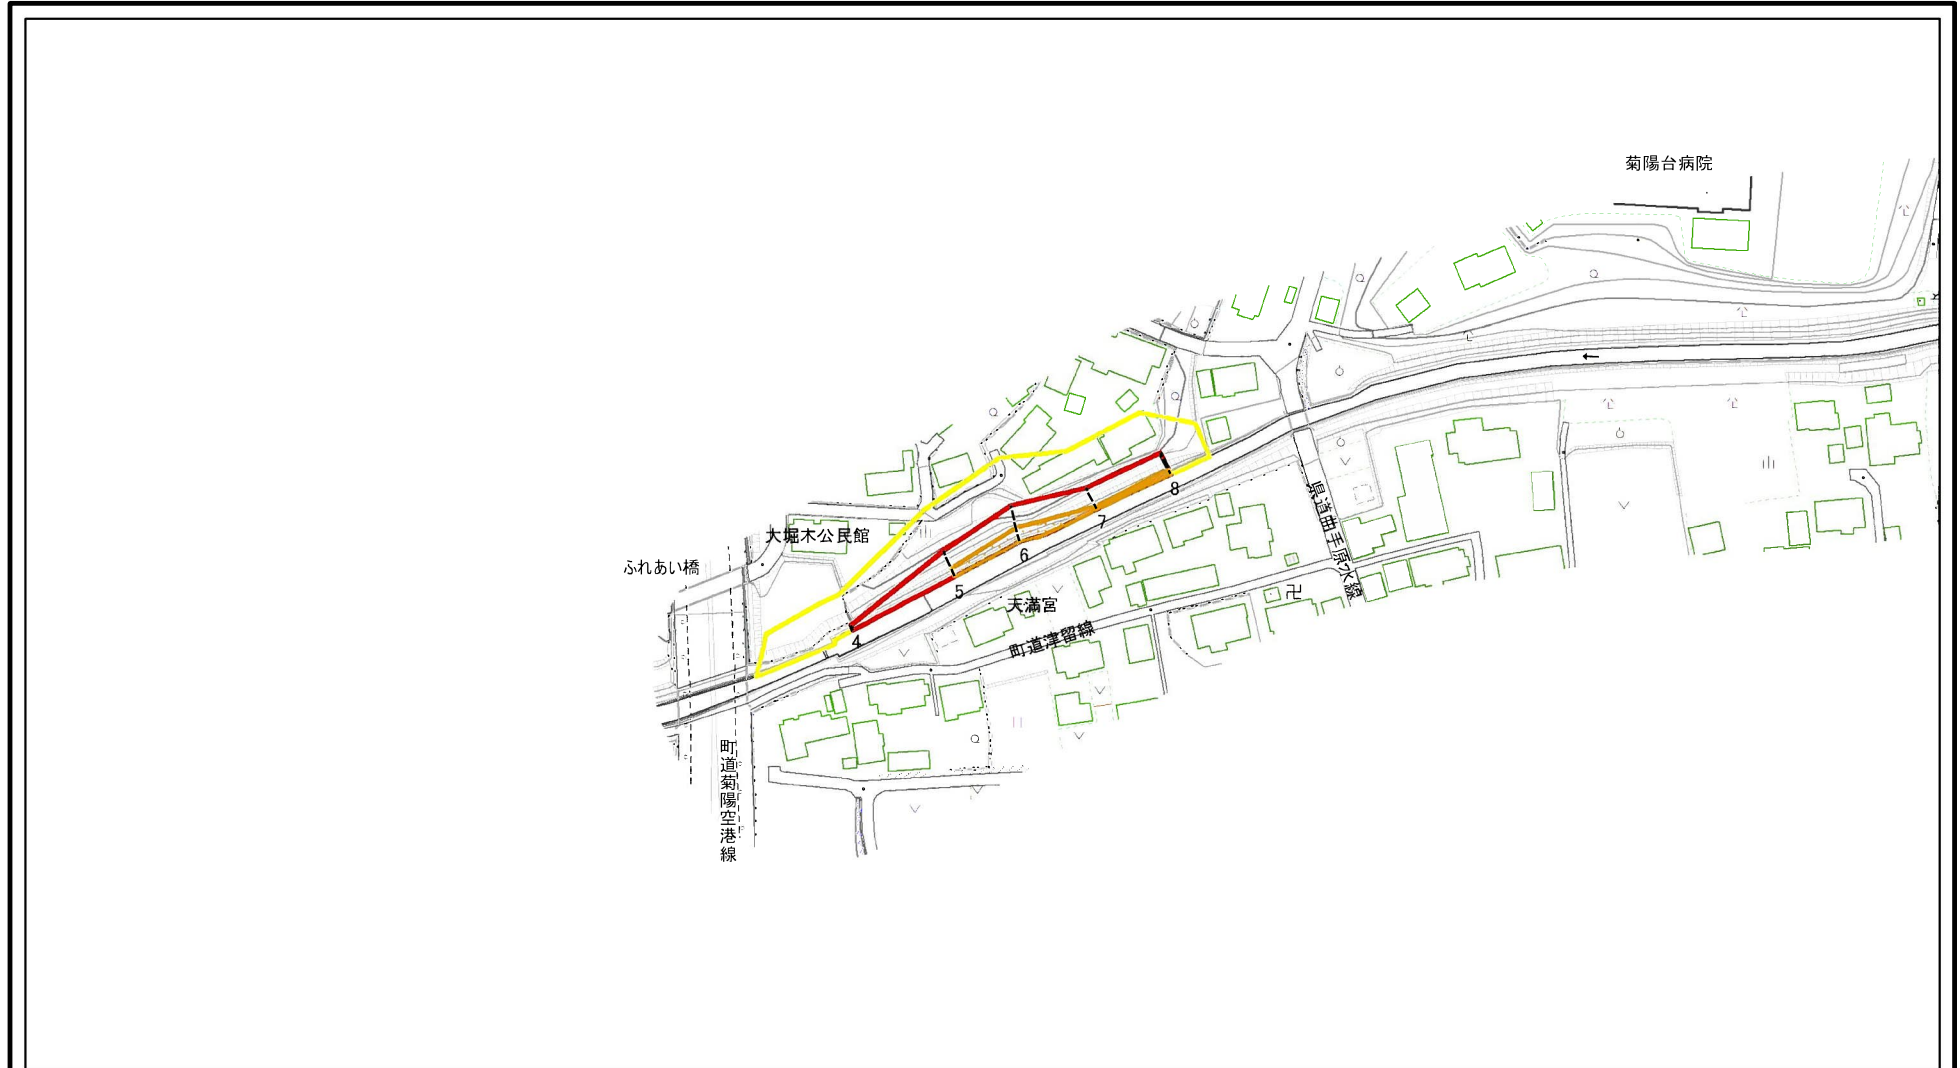 菊陽台病院
大堀木公民館
ふれあい橋
県道曲手原水線
天満宮
町道津留線
町道菊陽空港線
8
7
6
5
4
卍